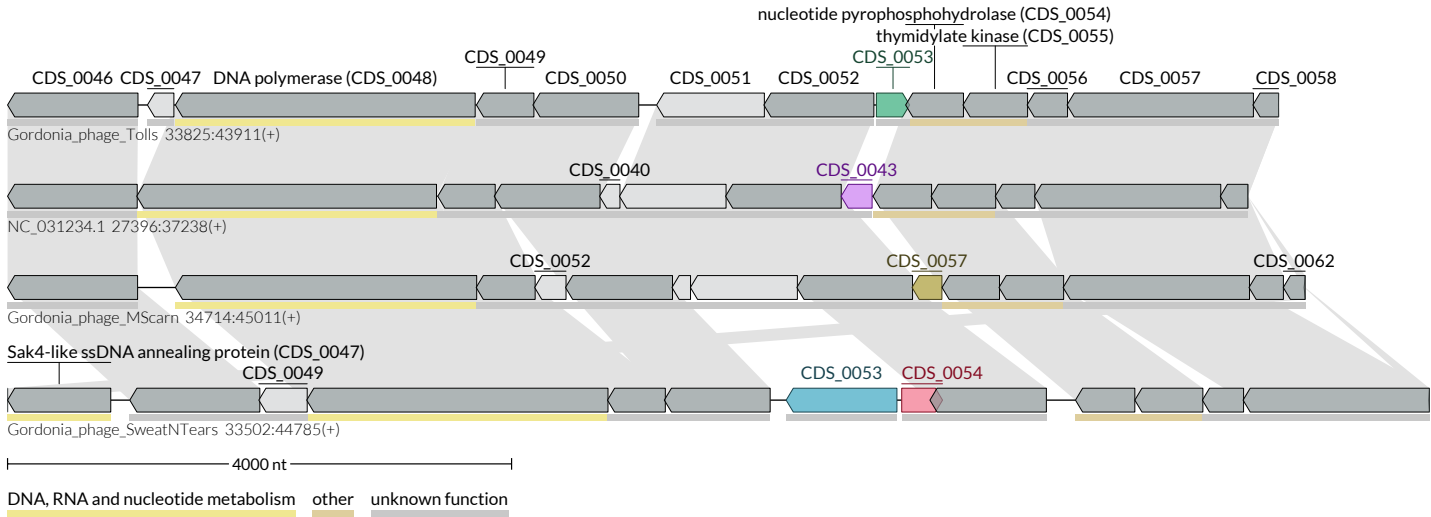 nucleotide pyrophosphohydrolase (CDS_0054)
thymidylate kinase (CDS_0055)
CDS_0049 CDS_0053
CDS_0046 CDS_0047 DNA polymerase (CDS_0048) CDS_0050 CDS_0051 CDS_0052 CDS_0056 CDS_0057 CDS_0058
Gordonia_phage_Tolls 33825:43911(+)
CDS_0040 CDS_0043
NC_031234.1 27396:37238(+)
CDS_0052 CDS_0057 CDS_0062
Gordonia_phage_MScarn 34714:45011(+)
Sak4-like ssDNA annealing protein (CDS_0047)
CDS_0049 CDS_0053 CDS_0054
Gordonia_phage_SweatNTears 33502:44785(+)
4000 nt
DNA, RNA and nucleotide metabolism other unknown function